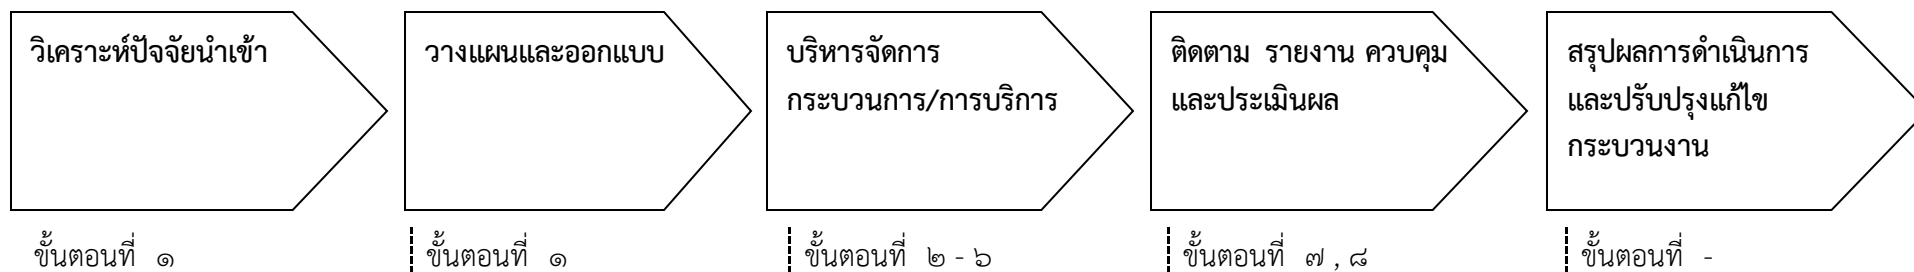 วิเคราะห์ปัจจัยนำเข้า
วางแผนและออกแบบ
บริหารจัดการ
กระบวนการ/การบริการ
ติดตาม รายงาน ควบคุม
และประเมินผล
สรุปผลการดำเนินการ
และปรับปรุงแก้ไข
กระบวนงาน
ขั้นตอนที่ ๑
ขั้นตอนที่ ๑
ขั้นตอนที่ ๒ - ๖
ขั้นตอนที่ ๗ , ๘
ขั้นตอนที่ -